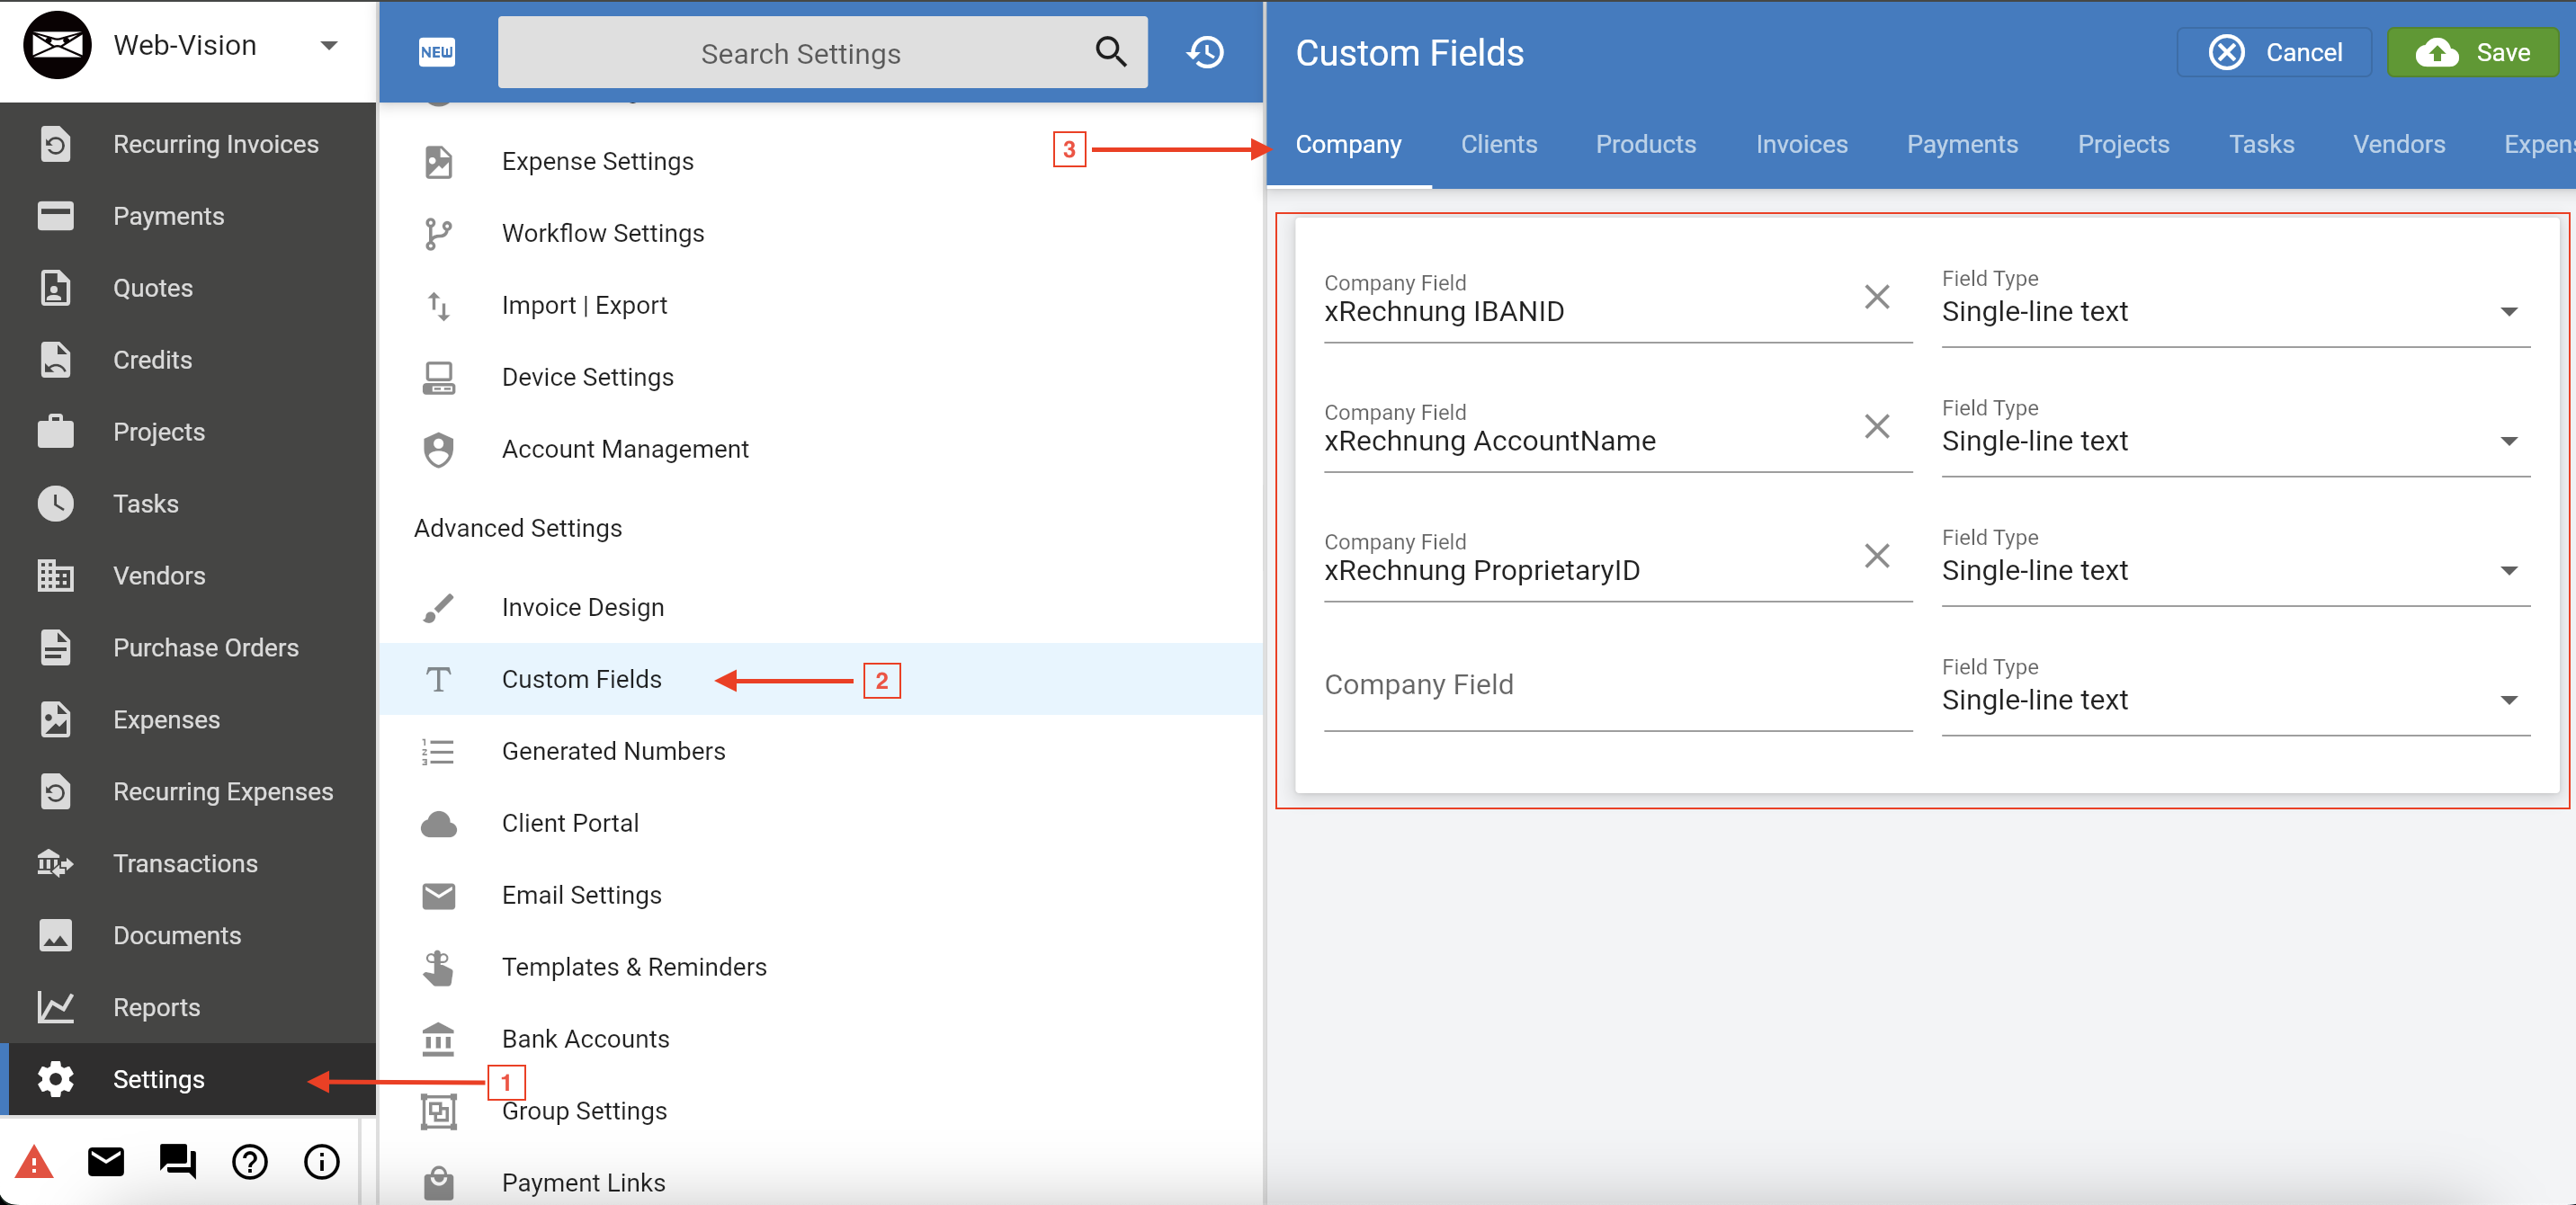 Web-Vision
Recurring Invoices
Payments
Quotes
Credits
Projects
Tasks
Vendors
Purchase Orders
Expenses
Recurring Expenses
Transactions
Documents
Reports
Settings
1
NEW
Search Settings
Expense Settings
Workflow Settings
Import | Export
Device Settings
Account Management
Advanced Settings
Invoice Design
Custom Fields
2
Generated Numbers
Client Portal
Email Settings
Templates & Reminders
Bank Accounts
Group Settings
Payment Links
Custom Fields
Cancel
Save
3
Company Clients Products Invoices Payments Projects Tasks Vendors Expens
Company Field
xRechnung IBANID
Field Type
Single-line text
Company Field
xRechnung AccountName
Field Type
Single-line text
Company Field
xRechnung ProprietaryID
Field Type
Single-line text
Company Field
Field Type
Single-line text